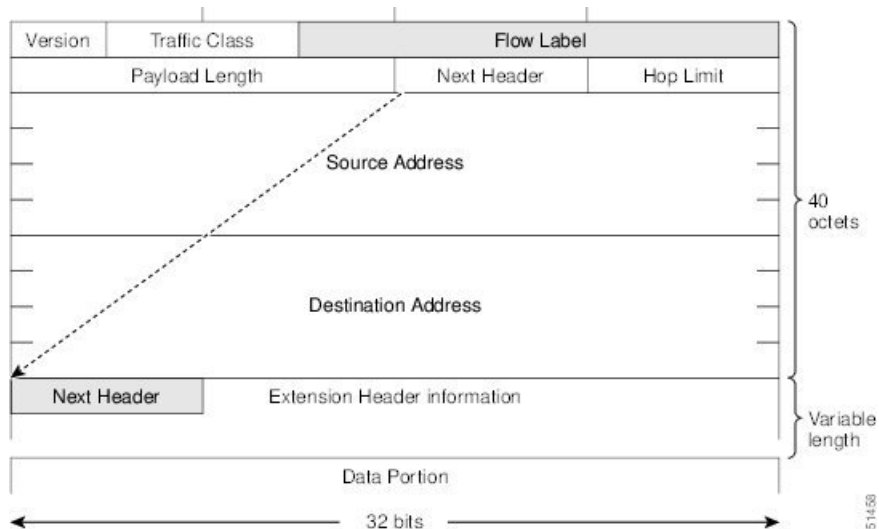 Version Traffic Class Flow Label
Payload Length Next Header Hop Limit
Source Address
40
octets
Destination Address
Next Header Extension Header information
Variable
length
Data Portion
32 bits
51458